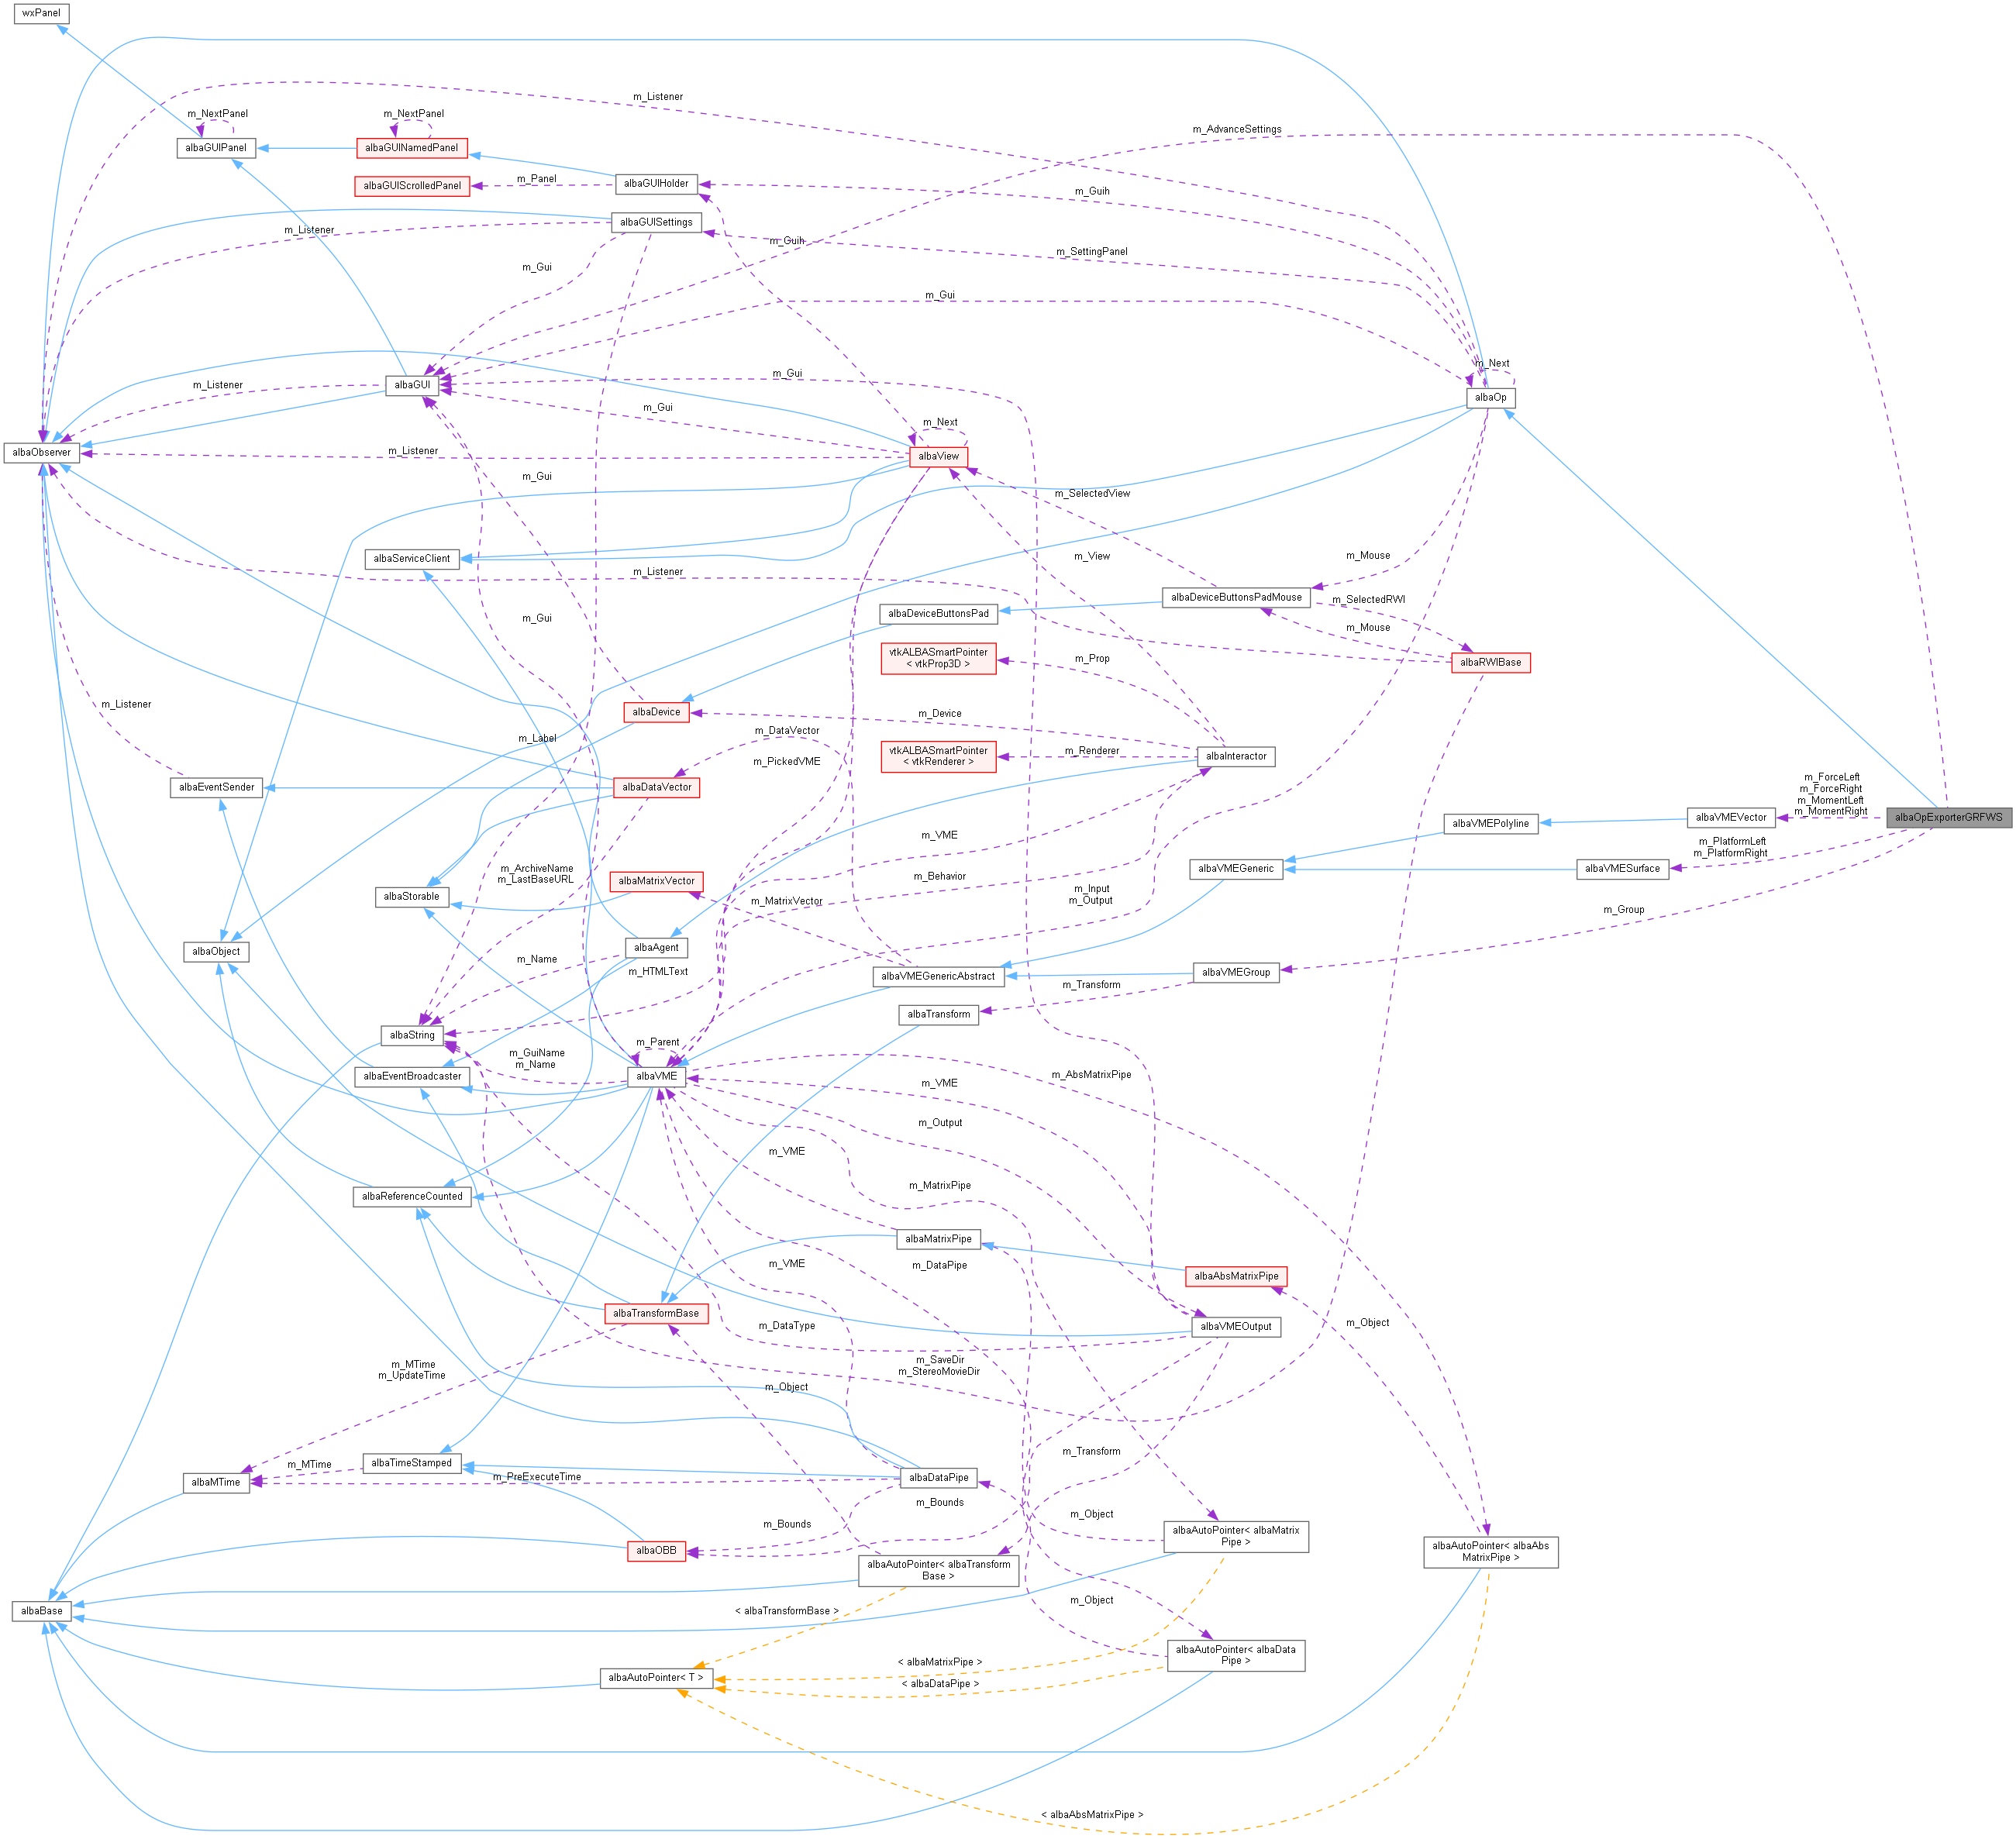 wxPanel
m_Listener
m_NextPanel
m_NextPanel
m_AdvanceSettings
albaGUIPanel
albaGUINamedPanel
albaGUIScrolledPanel
m_Panel
albaGUIHolder
m_Guih
albaGUISettings
m_Listener
m_Guih
m_SettingPanel
m_Gui
m_Gui
m_Next
m_Gui
albaGUI
m_Listener
albaOp
m_Gui
m_Next
albaObserver
m_Listener
albaView
m_Gui
m_SelectedView
albaServiceClient
m_View
m_Mouse
m_Listener
albaDeviceButtonsPadMouse
m_SelectedRWI
albaDeviceButtonsPad
m_Mouse
m_Gui
vtkALBASmartPointer
< vtkProp3D >
m_Prop
albaRWIBase
m_Listener
albaDevice
m_Device
m_Label
m_DataVector
vtkALBASmartPointer
< vtkRenderer >
m_Renderer
albaInteractor
m_PickedVME
albaEventSender
albaDataVector
m_ForceLeft
m_ForceRight
m_MomentLeft
m_MomentRight
albaVMEVector
albaOpExporterGRFWS
albaVMEPolyline
m_VME
m_PlatformLeft
m_PlatformRight
m_ArchiveName
m_LastBaseURL
albaMatrixVector
m_Behavior
albaVMEGeneric
albaVMESurface
albaStorable
m_Input
m_Output
m_MatrixVector
m_Group
albaObject
albaAgent
m_Name
m_HTMLText
albaVMEGenericAbstract
albaVMEGroup
m_Transform
albaTransform
albaString
m_Parent
m_GuiName
m_Name
albaEventBroadcaster
albaVME
m_AbsMatrixPipe
m_VME
m_Output
m_VME
m_MatrixPipe
albaReferenceCounted
albaMatrixPipe
m_VME
m_DataPipe
albaAbsMatrixPipe
albaTransformBase
m_DataType
albaVMEOutput
m_Object
m_MTime
m_UpdateTime
m_SaveDir
m_StereoMovieDir
m_Object
m_Transform
albaTimeStamped
m_MTime
albaMTime
m_PreExecuteTime
albaDataPipe
m_Bounds
m_Bounds
m_Object
albaAutoPointer< albaMatrix
Pipe >
albaOBB
albaAutoPointer< albaAbs
MatrixPipe >
albaAutoPointer< albaTransform
Base >
m_Object
albaBase
< albaTransformBase >
albaAutoPointer< albaData
Pipe >
< albaMatrixPipe >
albaAutoPointer< T >
< albaDataPipe >
< albaAbsMatrixPipe >